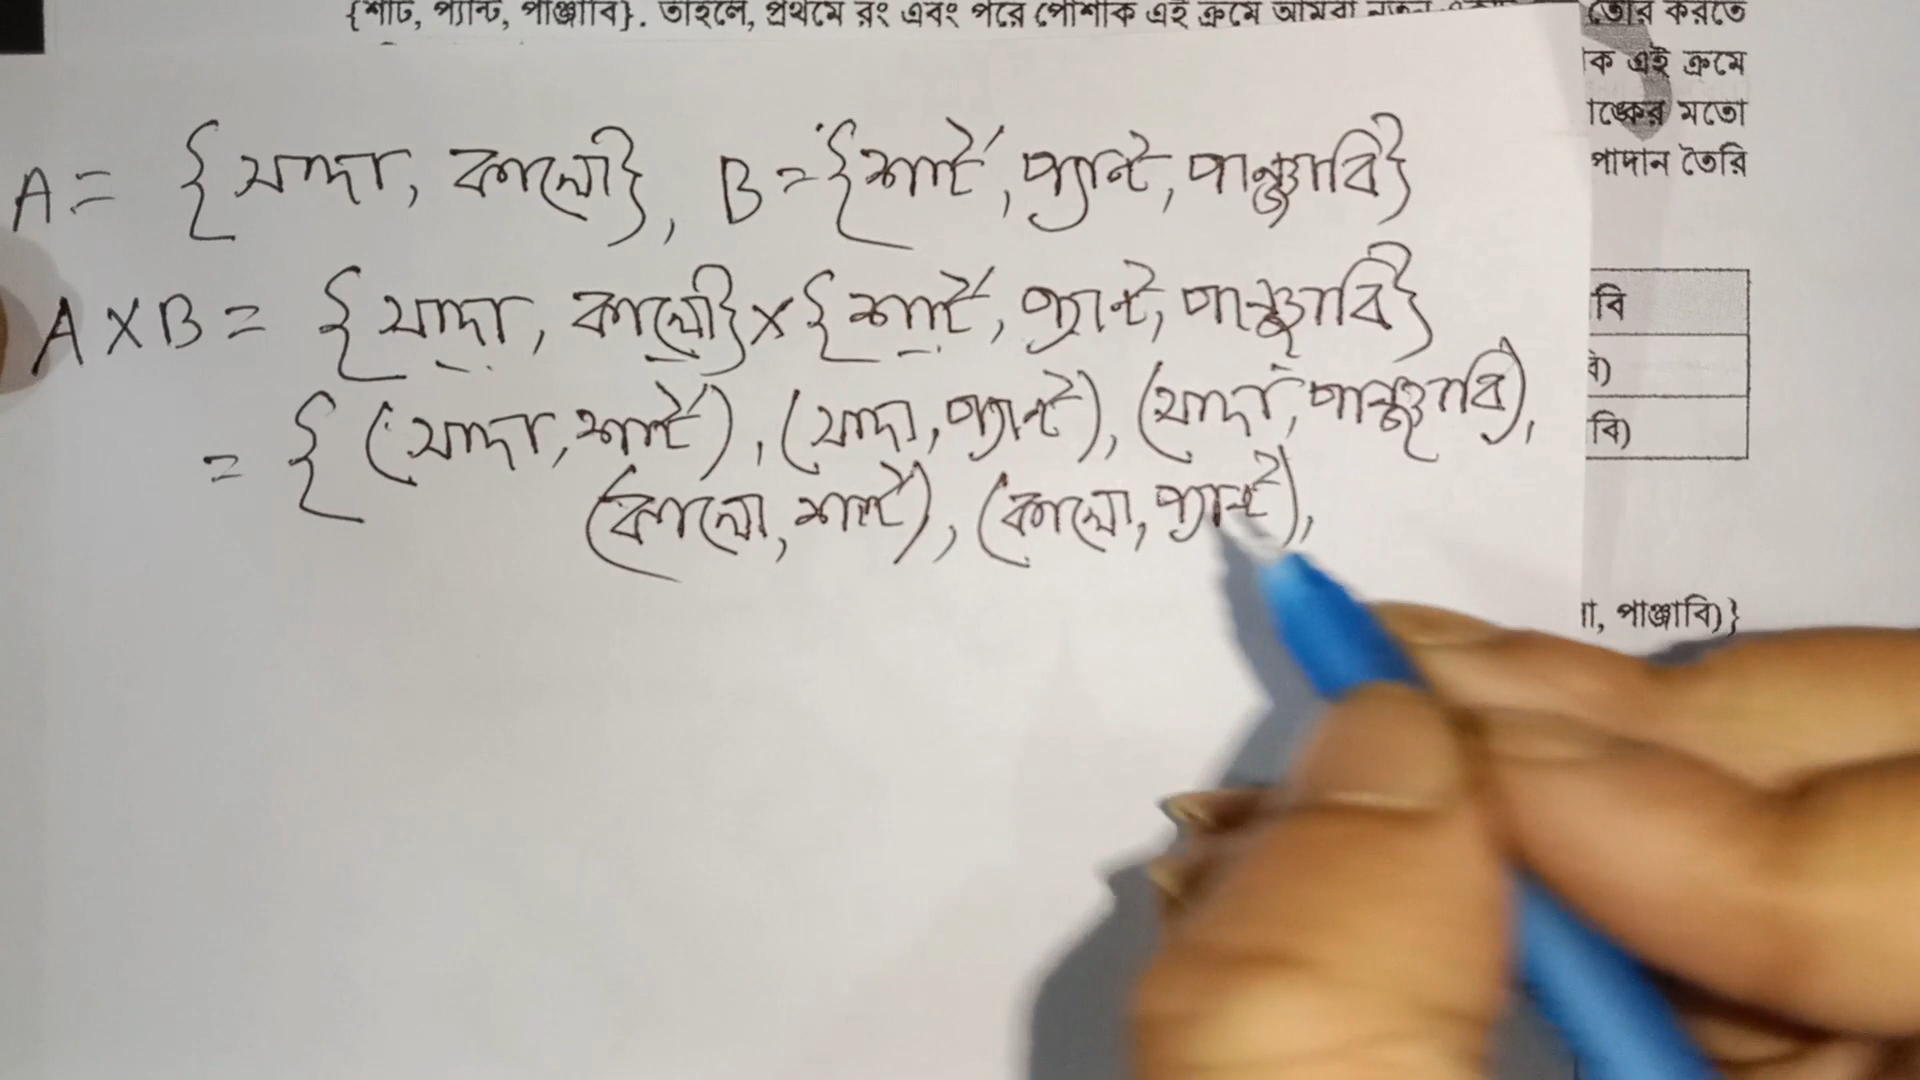 {শার্ট, প্যান্ট, পাঞ্জাবি}. তাহলে, প্রথমে রং এবং পরে পোশাক এই ক্রমে আমরা তৈরি করতে
ক এই ক্রমে
মতো
পাদান তৈরি
A = {সাদা, কালো}, B = {শার্ট, প্যান্ট, পাঞ্জাবি}
A × B = {সাদা, কালো} × {শার্ট, প্যান্ট, পাঞ্জাবি}
= { (সাদা, শার্ট), (সাদা, প্যান্ট), (সাদা, পাঞ্জাবি),
(কালো, শার্ট), (কালো, প্যান্ট),
বি
বি)
বি)
া, পাঞ্জাবি)}